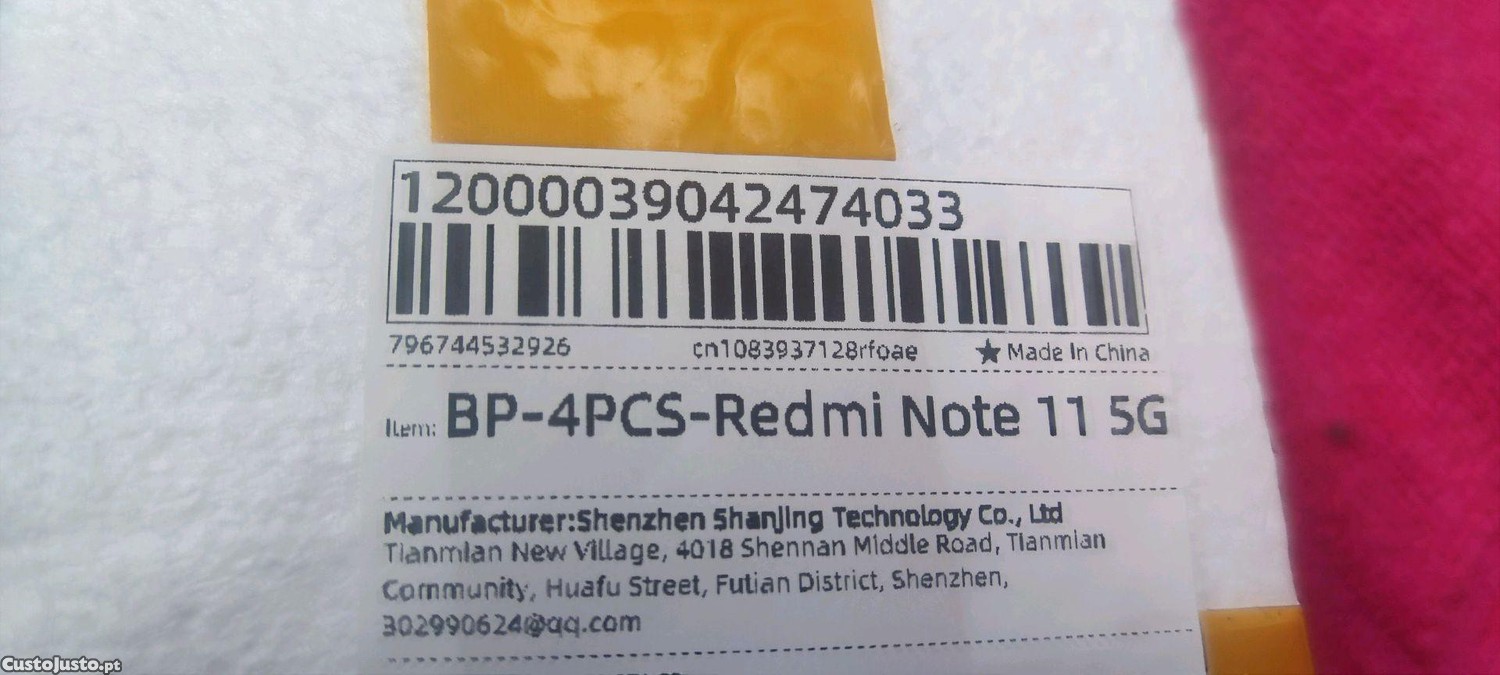 12000039042474033
796744532926 cn1083937128rfoae ★ Made In China
Item: BP-4PCS-Redmi Note 11 5G
Manufacturer:Shenzhen Shanjing Technology Co., Ltd
Tianmian New Village, 4018 Shennan Middle Road, Tianmian
Community, Huafu Street, Futian District, Shenzhen,
302990624@qq.com
CustoJusto.pt